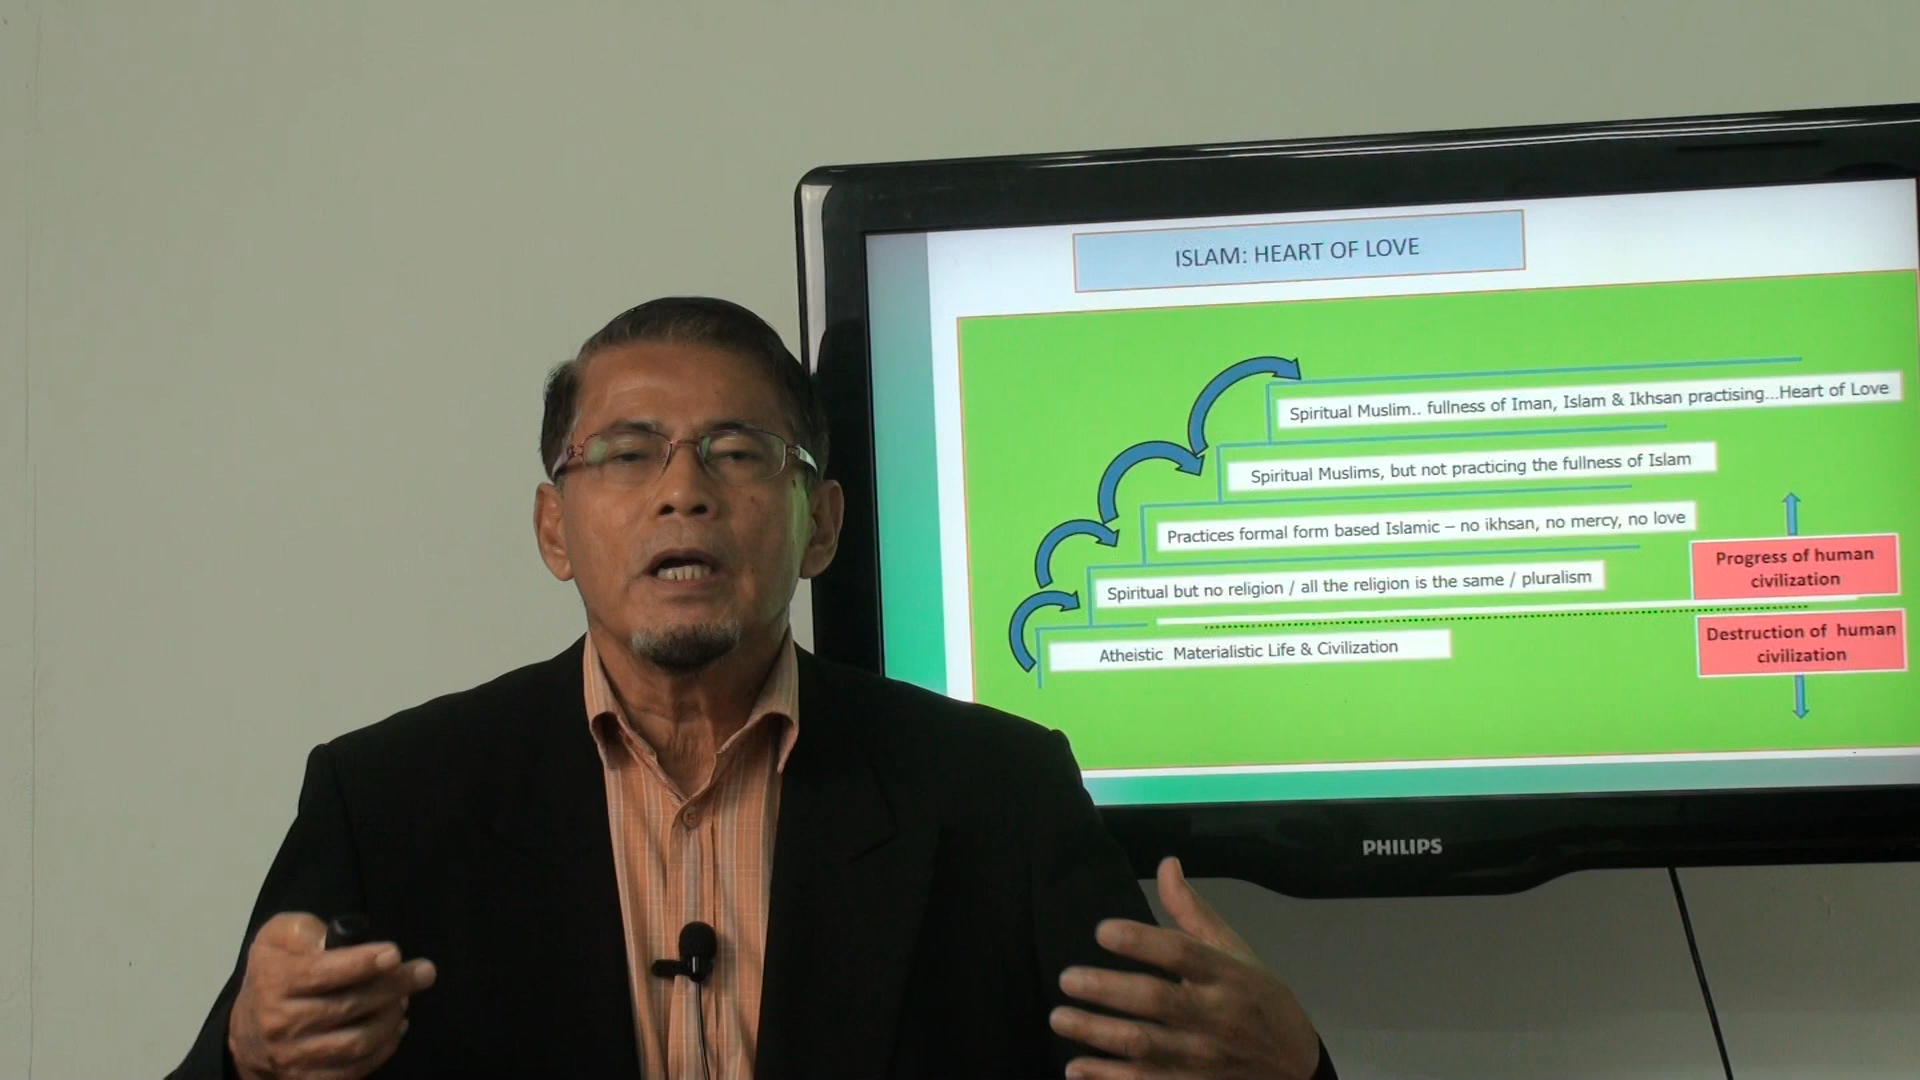 ISLAM: HEART OF LOVE
Spiritual Muslim.. fullness of Iman, Islam & Ikhsan practising...Heart of Love
Spiritual Muslims, but not practicing the fullness of Islam
Practices formal form based Islamic – no ikhsan, no mercy, no love
Spiritual but no religion / all the religion is the same / pluralism
Atheistic Materialistic Life & Civilization
Progress of human
civilization
Destruction of human
civilization
PHILIPS